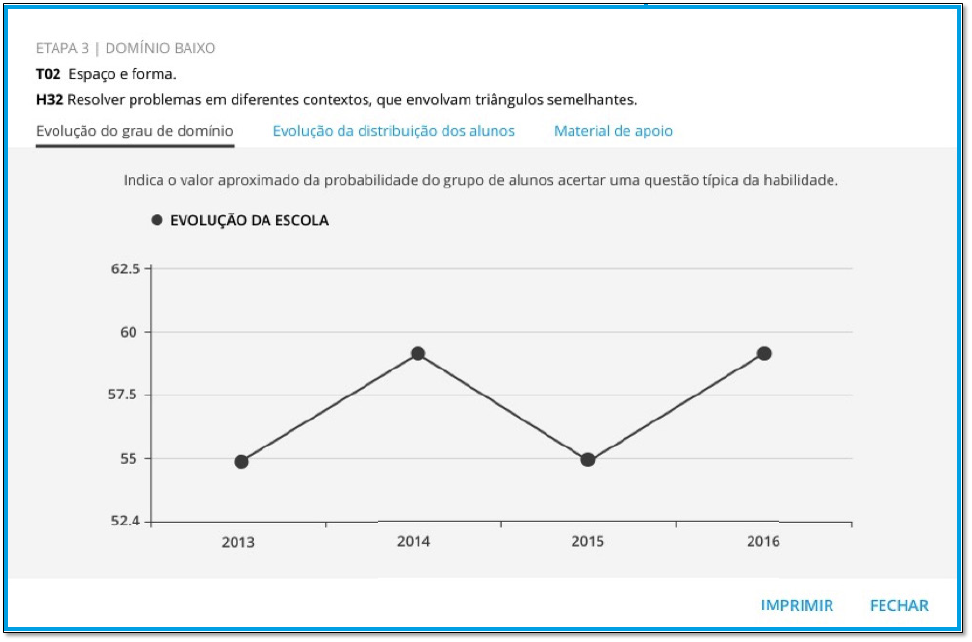 ETAPA 3 | DOMÍNIO BAIXO
T02 Espaço e forma.
H32 Resolver problemas em diferentes contextos, que envolvam triângulos semelhantes.
Evolução do grau de domínio Evolução da distribuição dos alunos Material de apoio
Indica o valor aproximado da probabilidade do grupo de alunos acertar uma questão típica da habilidade.
EVOLUÇÃO DA ESCOLA
62.5
60
57.5
55
52.4
2013 2014 2015 2016
IMPRIMIR FECHAR